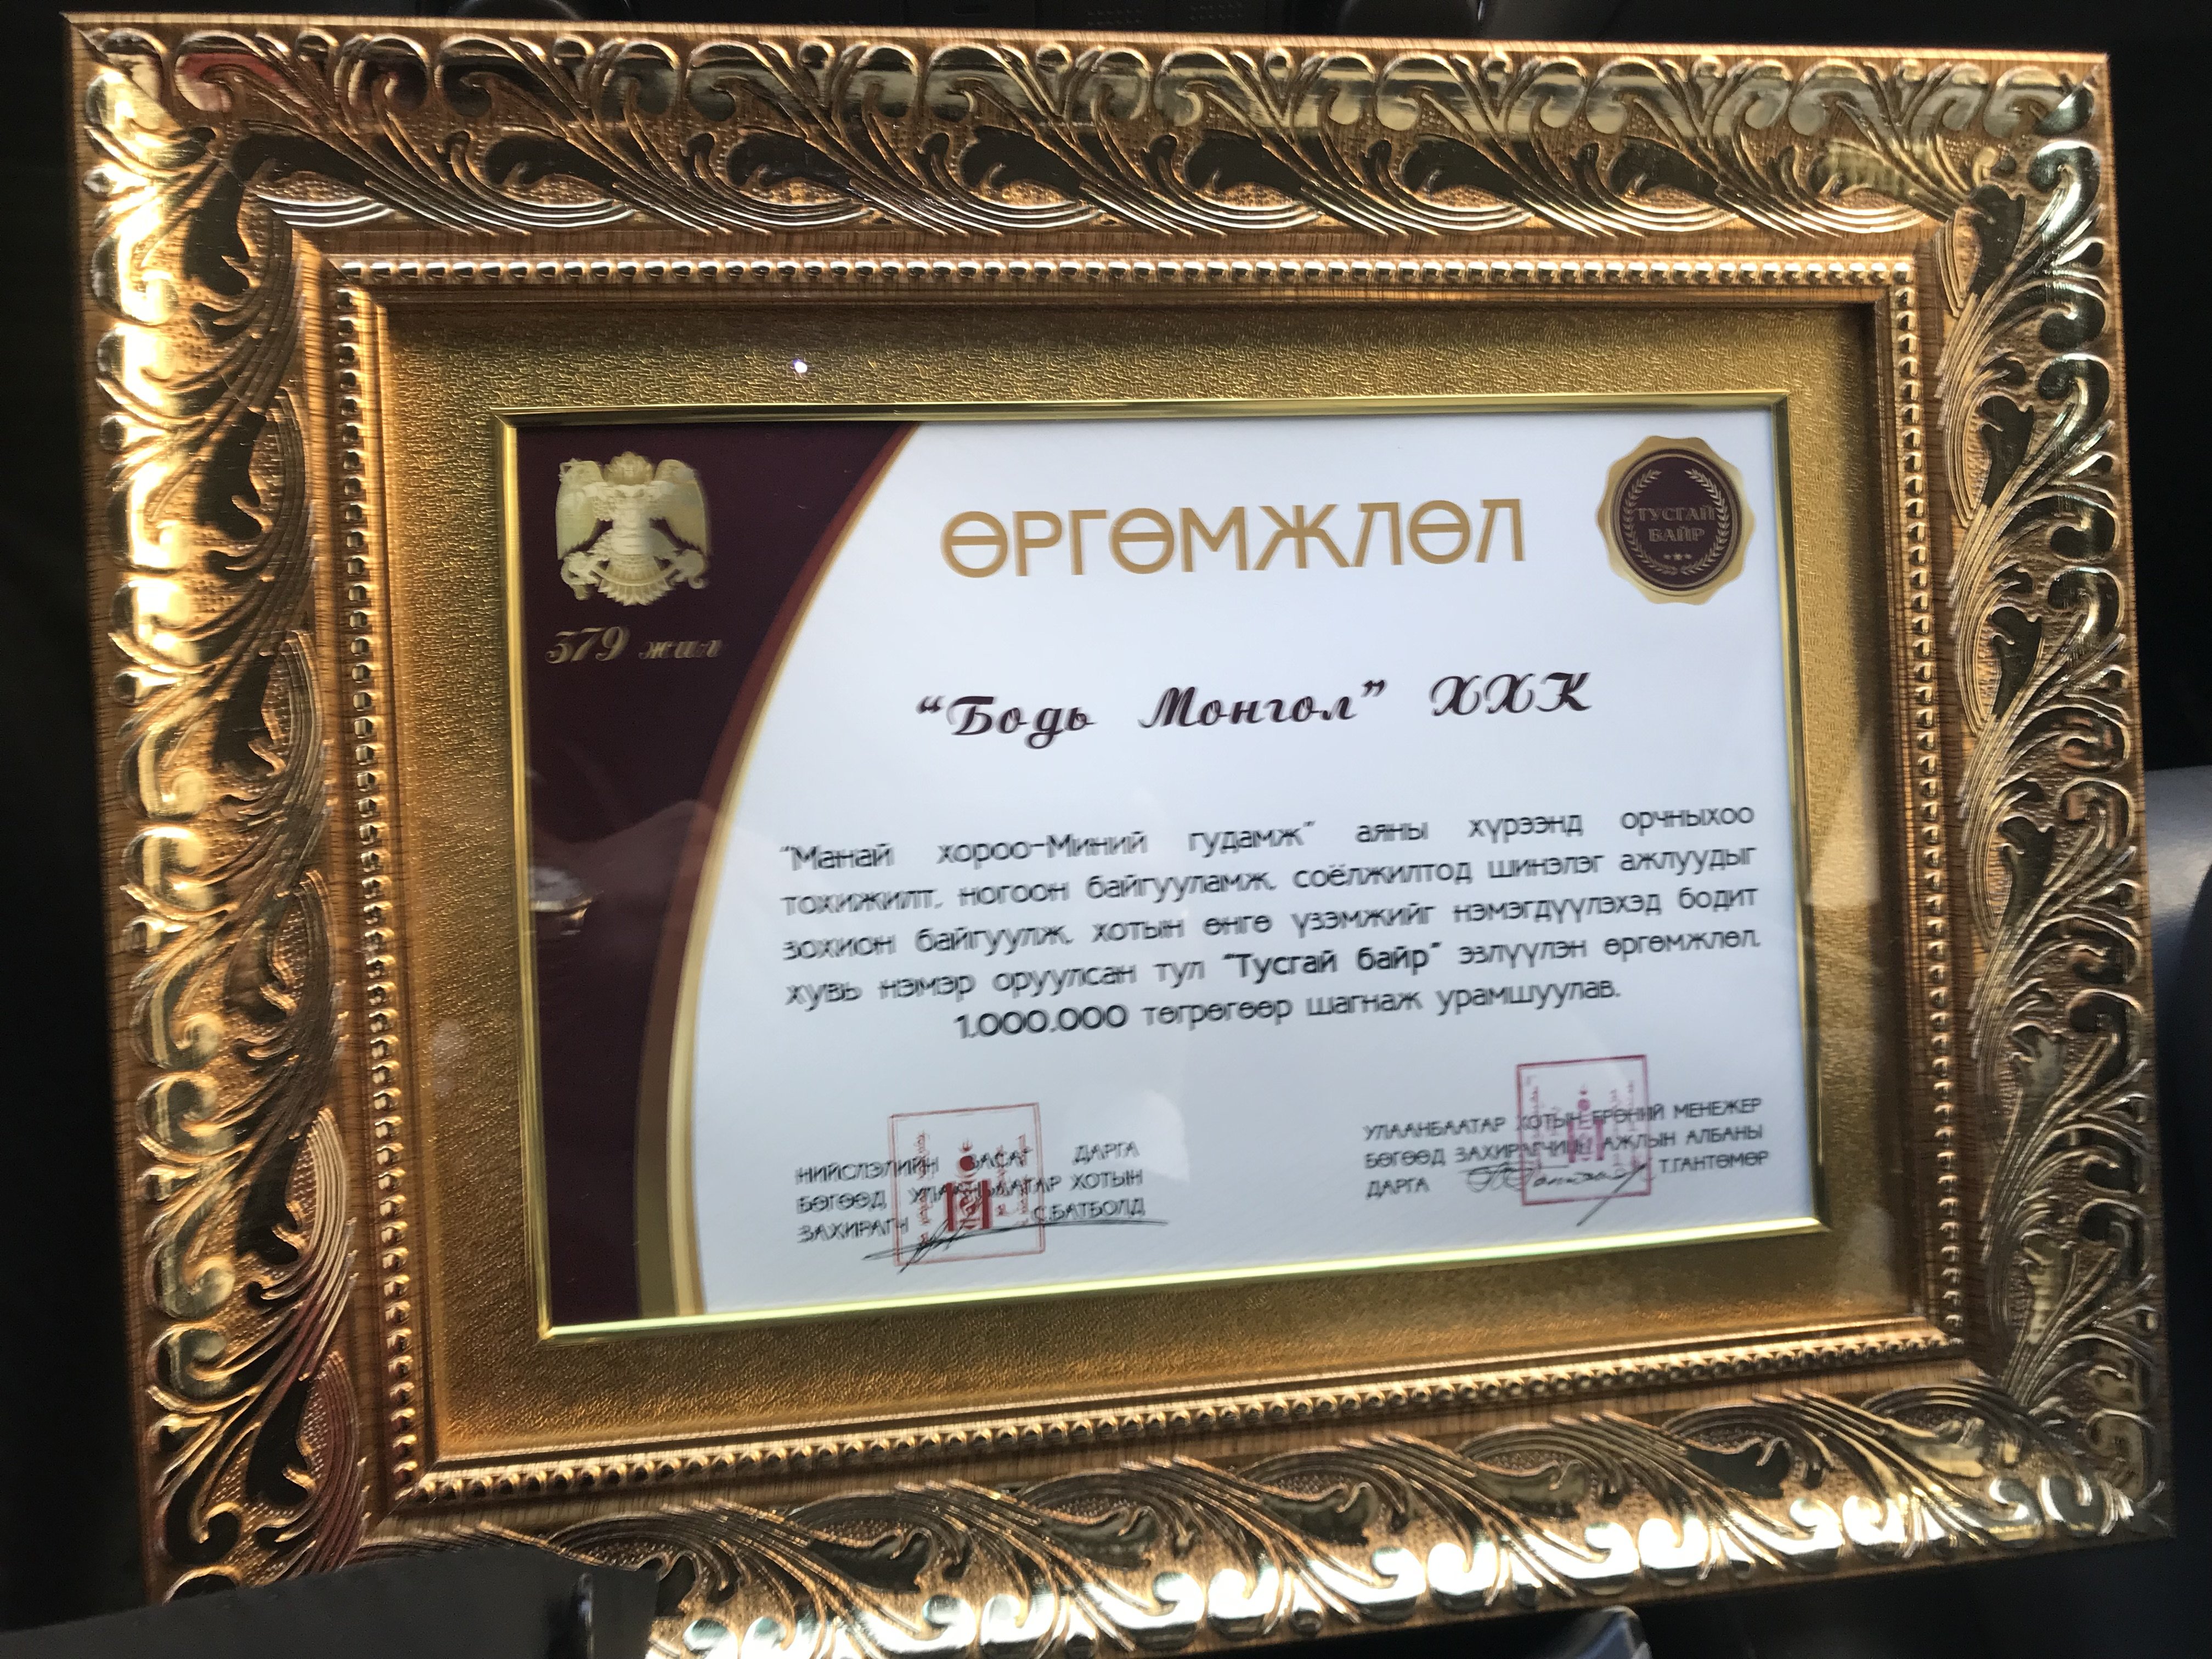 ӨРГӨМЖЛӨЛ
ТУСГАЙ
БАЙР
379 жил
“Бодь Монгол” ХХК
“Манай хороо-Миний гудамж” аяны хүрээнд орчныхоо
тохижилт, ногоон байгууламж, соёлжилтод шинэлэг ажлуудыг
зохион байгуулж, хотын өнгө үзэмжийг нэмэгдүүлэхэд бодит
хувь нэмэр оруулсан тул “Тусгай байр” эзлүүлэн өргөмжлөл,
1.000.000 төгрөгөөр шагнаж урамшуулав.
НИЙСЛЭЛИЙН ЗАСАГ ДАРГА
БӨГӨӨД УЛААНБААТАР ХОТЫН
ЗАХИРАГЧ С.БАТБОЛД
УЛААНБААТАР ХОТЫН ЕРӨНИЙ МЕНЕЖЕР
БӨГӨӨД ЗАХИРАГЧИЙН АЖЛЫН АЛБАНЫ
ДАРГА Т.ГАНТӨМӨР